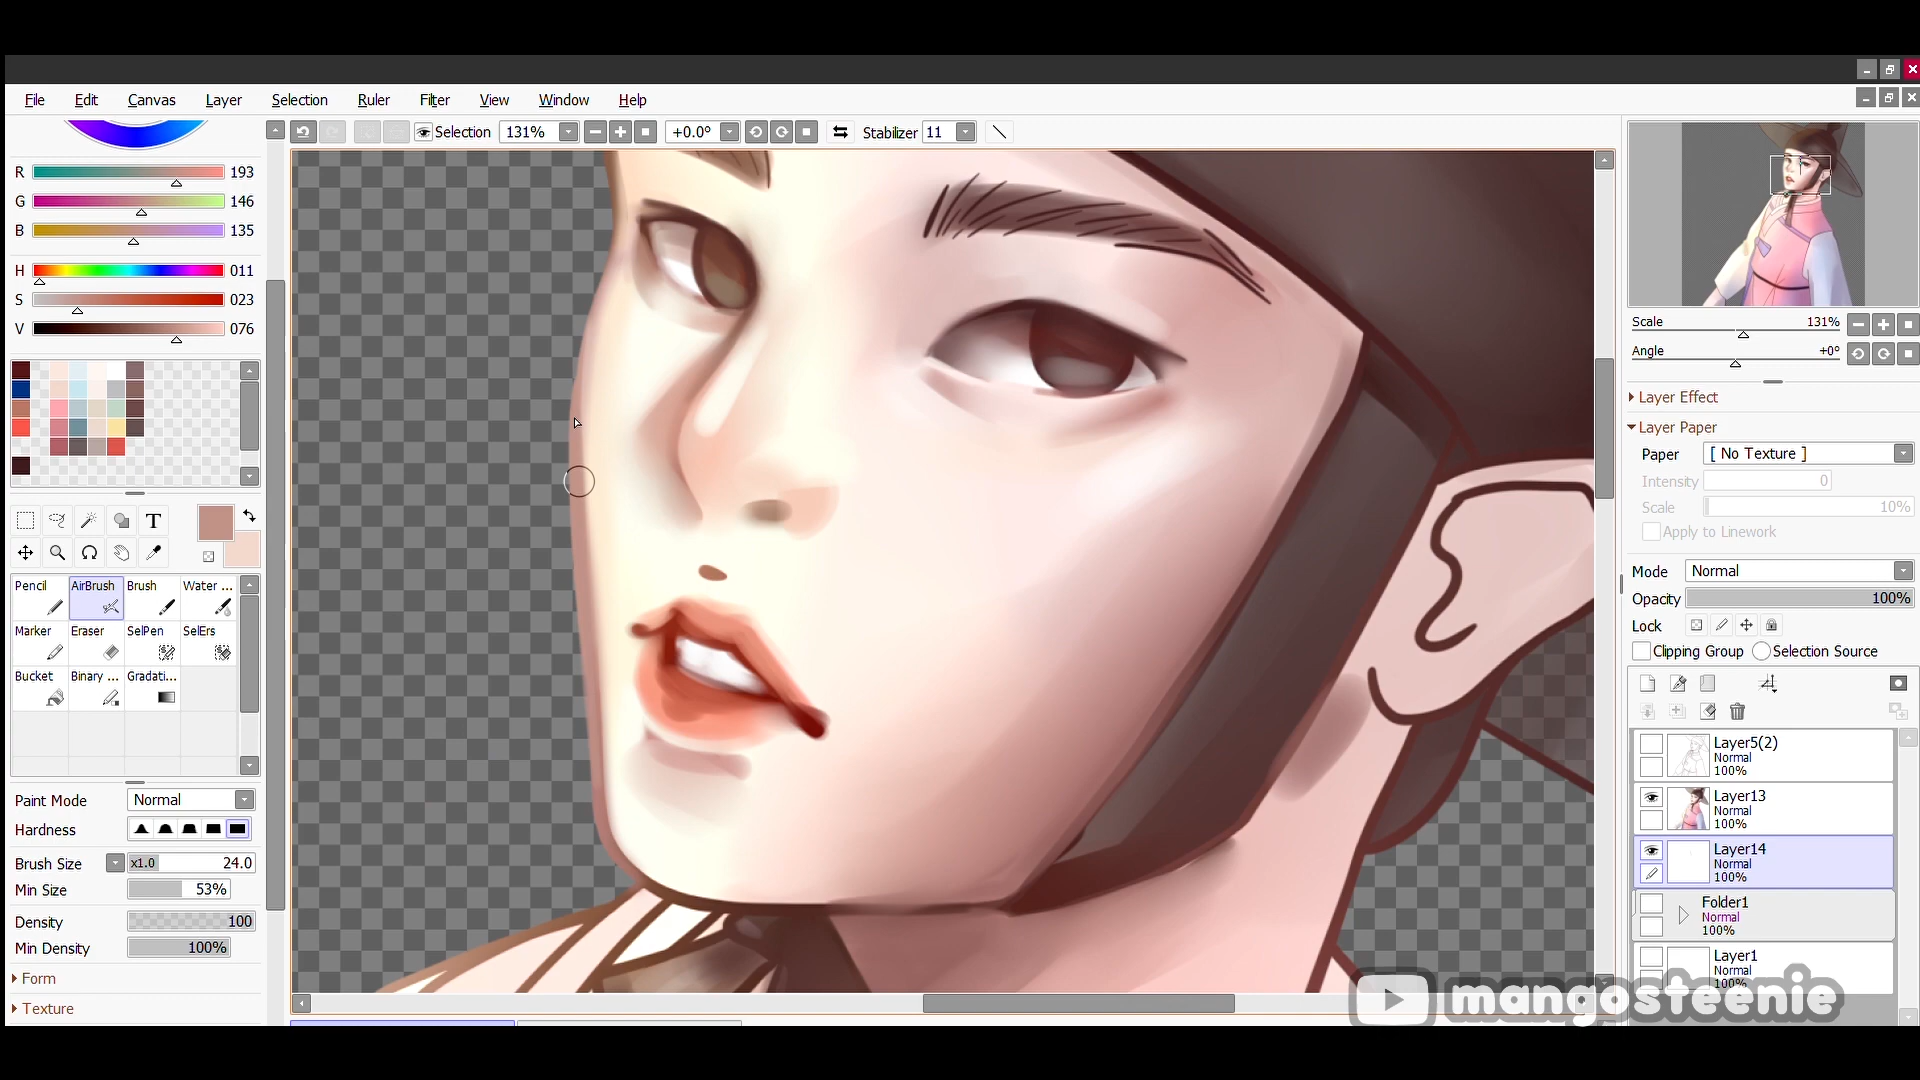 File Edit Canvas Layer Selection Ruler Filter View Window Help
Selection 131% +0.0° Stabilizer 11
R 193
G 146
B 135
H 011
S 023
V 076
T
Pencil AirBrush Brush Water ...
Marker Eraser SelPen SelErs
Bucket Binary ... Gradati...
Paint Mode Normal
Hardness
Brush Size x1.0 24.0
Min Size 53%
Density 100
Min Density 100%
Form
Texture
Scale 131%
Angle +0°
Layer Effect
Layer Paper
Paper [ No Texture ]
Intensity 0
Scale 10%
Apply to Linework
Mode Normal
Opacity 100%
Lock
Clipping Group Selection Source
Layer5(2)
Normal
100%
Layer13
Normal
100%
Layer14
Normal
100%
Folder1
Normal
100%
Layer1
Normal
100%
mangosteenie